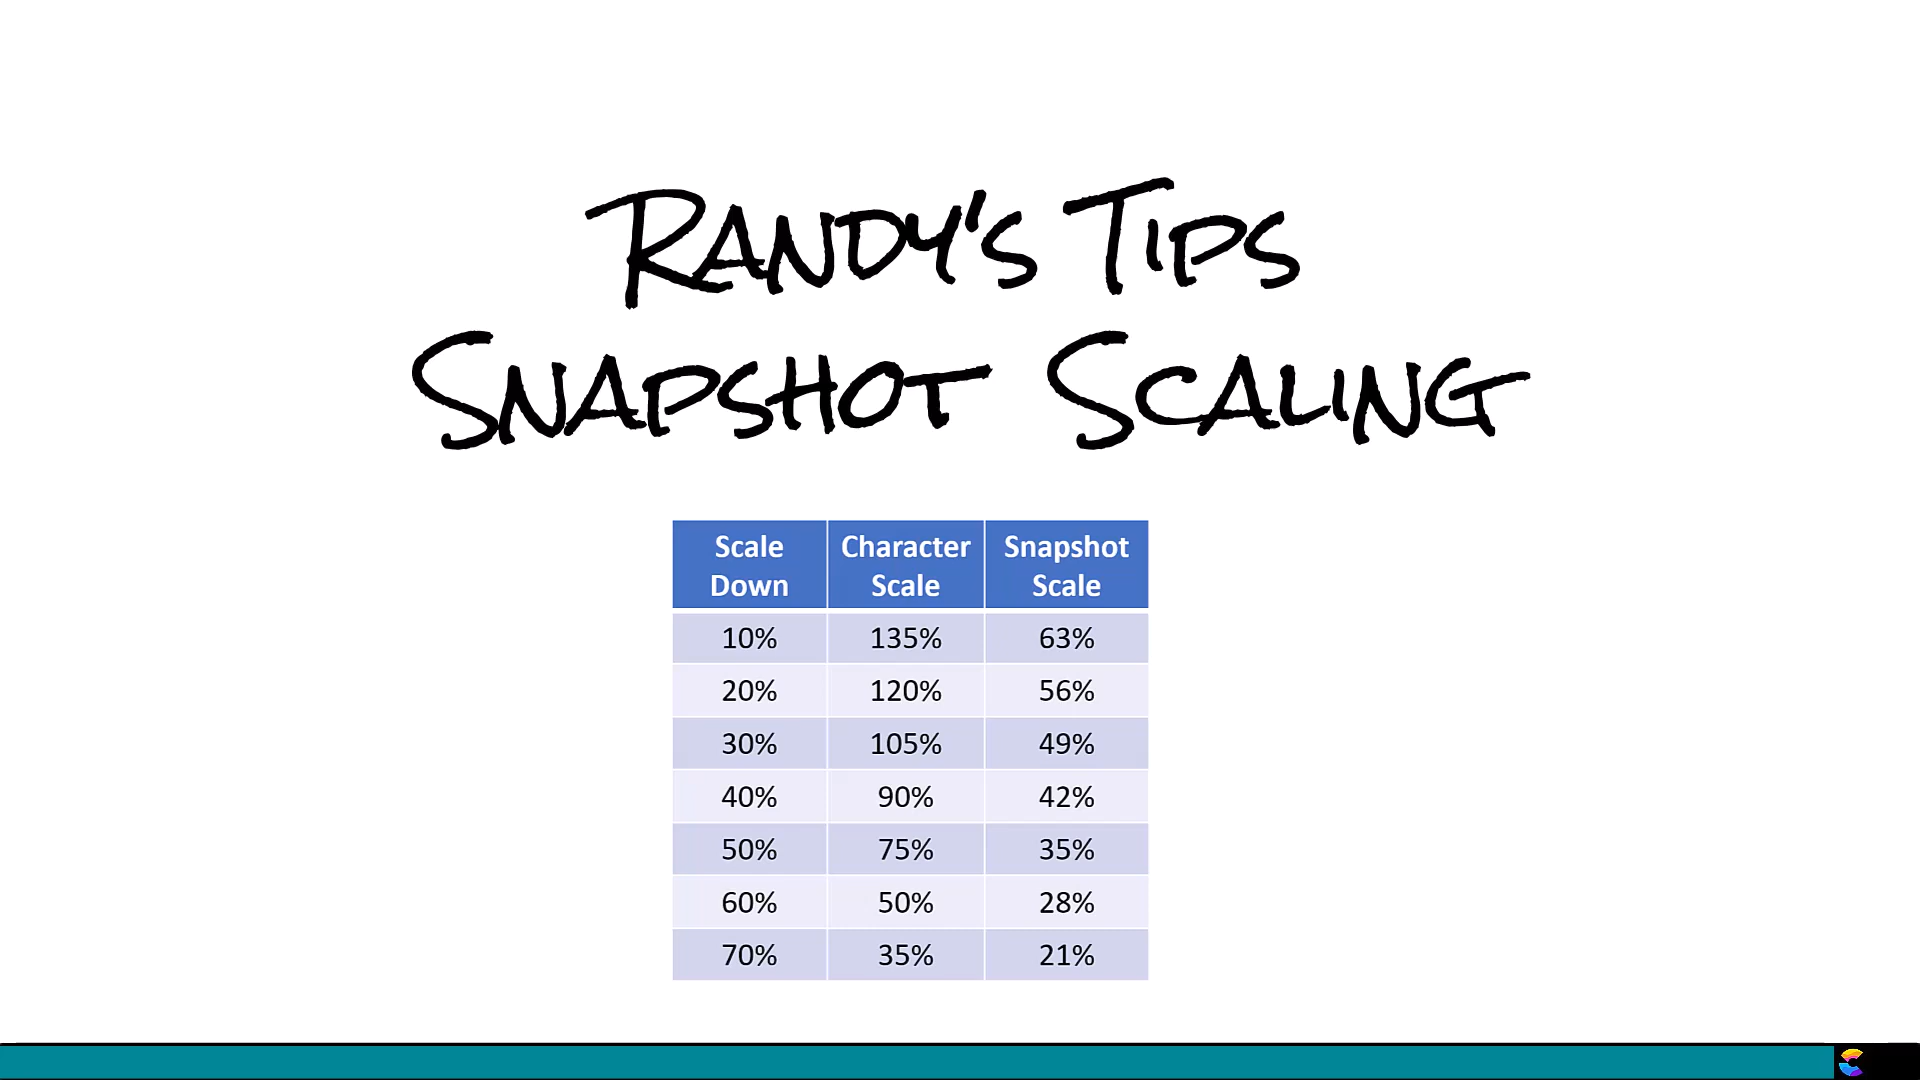 Randy's Tips
Snapshot Scaling
Scale Down Character Scale Snapshot Scale
10% 135% 63%
20% 120% 56%
30% 105% 49%
40% 90% 42%
50% 75% 35%
60% 50% 28%
70% 35% 21%